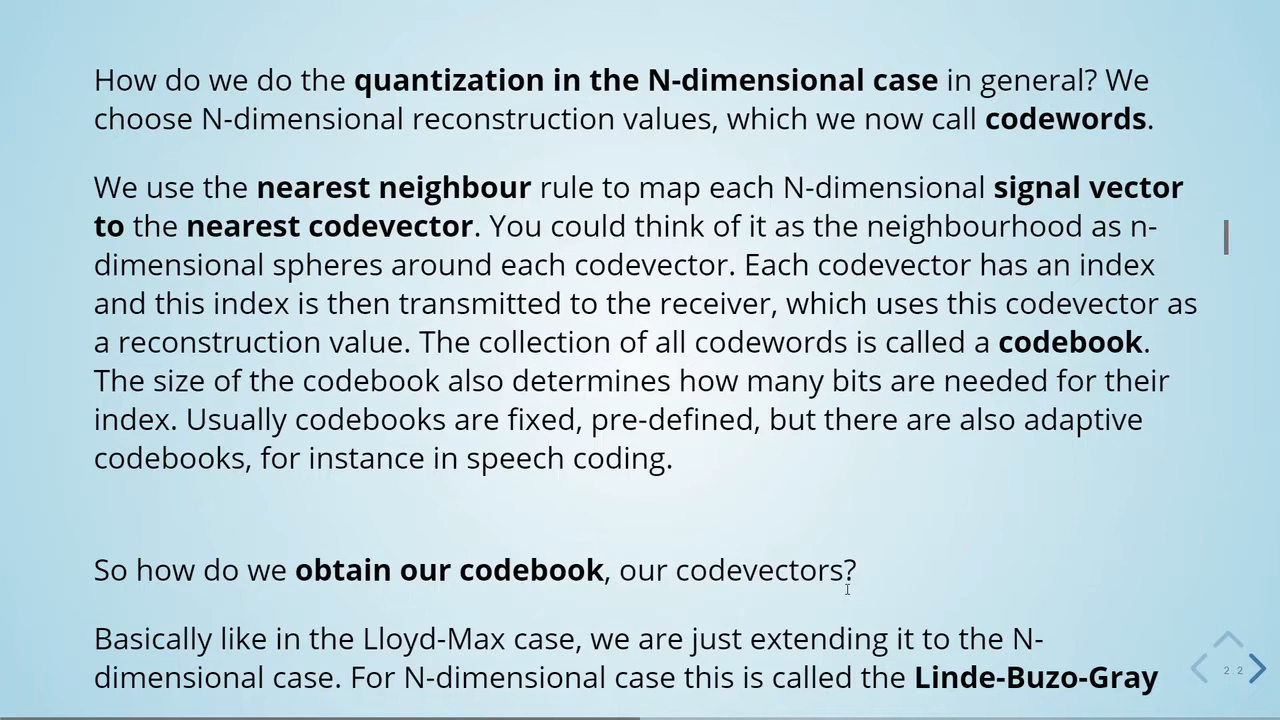 How do we do the quantization in the N-dimensional case in general? We
choose N-dimensional reconstruction values, which we now call codewords.
We use the nearest neighbour rule to map each N-dimensional signal vector
to the nearest codevector. You could think of it as the neighbourhood as n-
dimensional spheres around each codevector. Each codevector has an index
and this index is then transmitted to the receiver, which uses this codevector as
a reconstruction value. The collection of all codewords is called a codebook.
The size of the codebook also determines how many bits are needed for their
index. Usually codebooks are fixed, pre-defined, but there are also adaptive
codebooks, for instance in speech coding.
So how do we obtain our codebook, our codevectors?
Basically like in the Lloyd-Max case, we are just extending it to the N-
dimensional case. For N-dimensional case this is called the Linde-Buzo-Gray
2.2